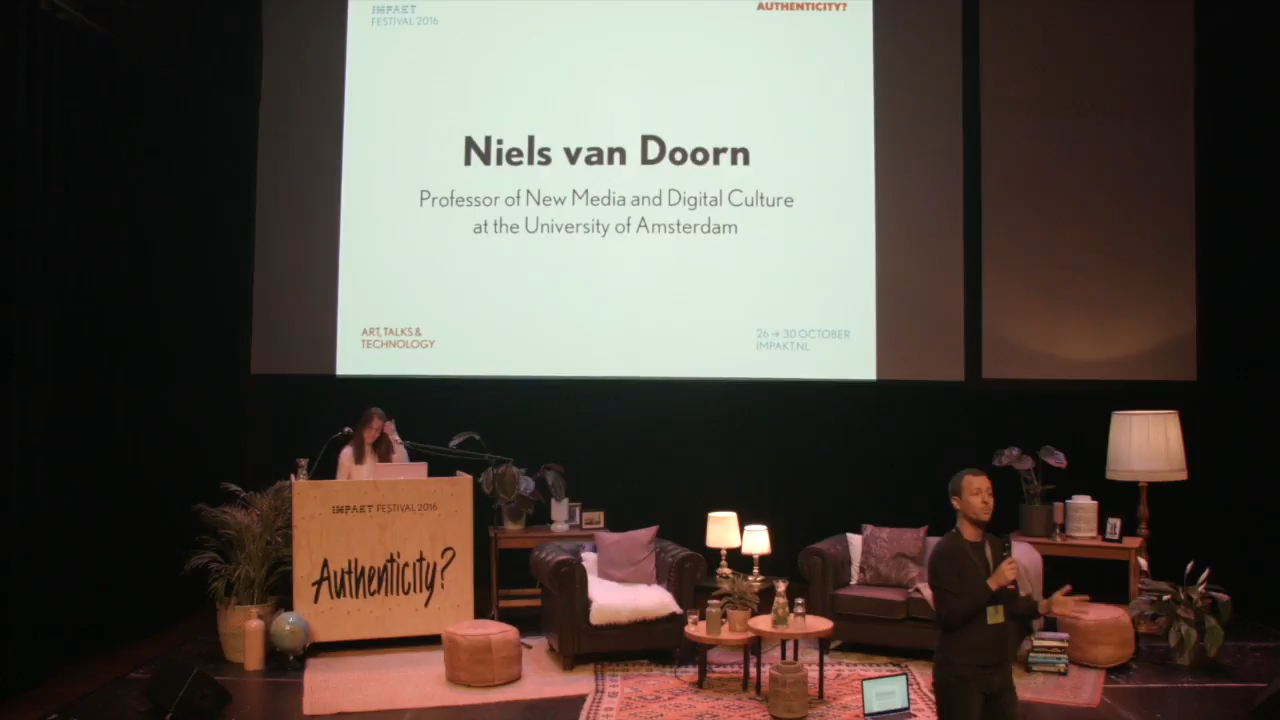 IMPAKT
FESTIVAL 2016
AUTHENTICITY?
Niels van Doorn
Professor of New Media and Digital Culture
at the University of Amsterdam
ART, TALKS &
TECHNOLOGY
26 → 30 OCTOBER
IMPAKT.NL
IMPAKT FESTIVAL 2016
Authenticity?